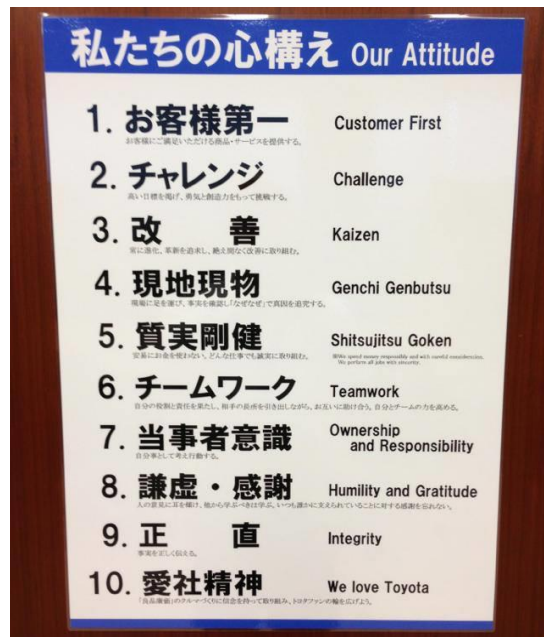 私たちの心構え Our Attitude
1. お客様第一 Customer First
お客様にご満足いただける商品・サービスを提供する。
2. チャレンジ Challenge
高い目標を掲げ、勇気と創造力をもって挑戦する。
3. 改 善 Kaizen
常に進化、革新を追求し、絶え間なく改善に取り組む。
4. 現地現物 Genchi Genbutsu
現場に足を運び、事実を確認し「なぜなぜ」で真因を追究する。
5. 質実剛健 Shitsujitsu Goken
安易にお金を使わない。どんな仕事でも誠実に取り組む。
※We spend money responsibly and with careful consideration.
We perform all jobs with sincerity.
6. チームワーク Teamwork
自分の役割と責任を果たし、相手の長所を引き出しながら、お互いに助け合う。自分とチームの力を高める。
7. 当事者意識 Ownership
and Responsibility
自分事として考え行動する。
8. 謙虚・感謝 Humility and Gratitude
人の意見に耳を傾け、他から学ぶべきは学ぶ。いつも誰かに支えられていることに対する感謝を忘れない。
9. 正 直 Integrity
事実を正しく伝える。
10. 愛社精神 We love Toyota
「良品廉価」のクルマづくりに信念を持って取り組み、トヨタファンの輪を広げよう。